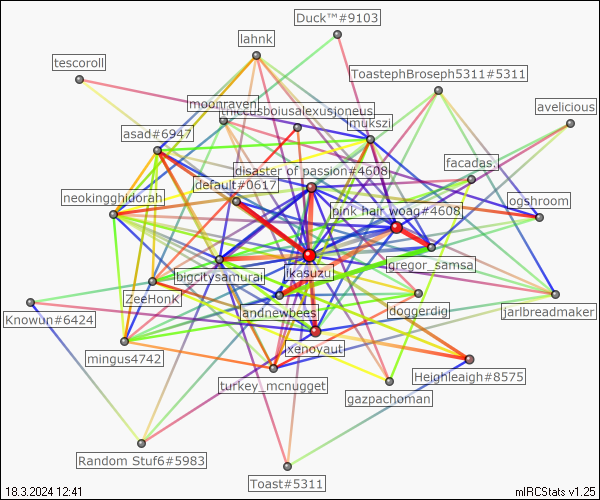 Duck™#9103
lahnk
tescoroll
ToastephBroseph5311#5311
moonraven
thiccusboiusalexusjoneus
avelicious
mukszi
asad#6947
facadas.
disaster of passion#4608
default#0617
neokingghidorah
ogshroom
pink hair woag#4608
gregor_samsa
bigcitysamurai
ikasuzu
ZeeHonK
andnewbees
doggerdig
jarlbreadmaker
Knowun#6424
xenoyaut
mingus4742
Heighleaigh#8575
turkey_mcnugget
gazpachoman
Random Stuf6#5983
Toast#5311
18.3.2024 12:41
mIRCStats v1.25